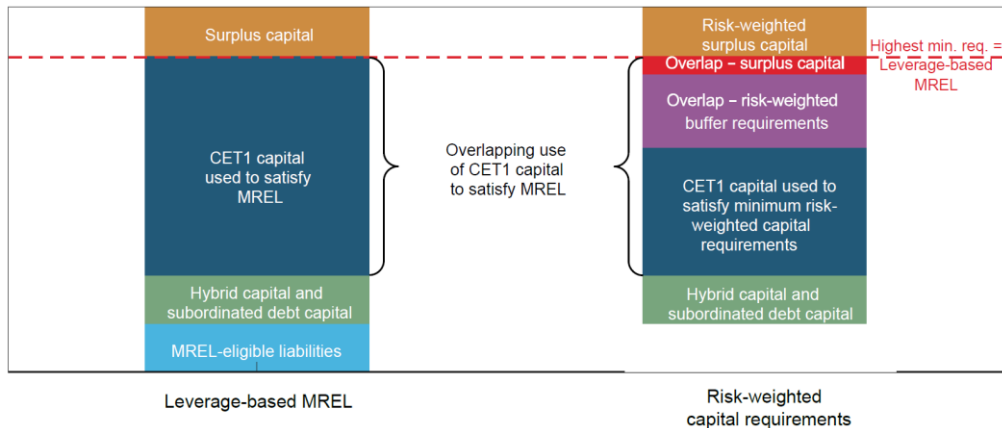 Surplus capital
CET1 capital
used to satisfy
MREL
Hybrid capital and
subordinated debt capital
MREL-eligible liabilities
Leverage-based MREL
Overlapping use
of CET1 capital
to satisfy MREL
Risk-weighted
surplus capital
Overlap – surplus capital
Overlap – risk-weighted
buffer requirements
CET1 capital used to
satisfy minimum risk-
weighted capital
requirements
Hybrid capital and
subordinated debt capital
Risk-weighted
capital requirements
Highest min. req. =
Leverage-based
MREL